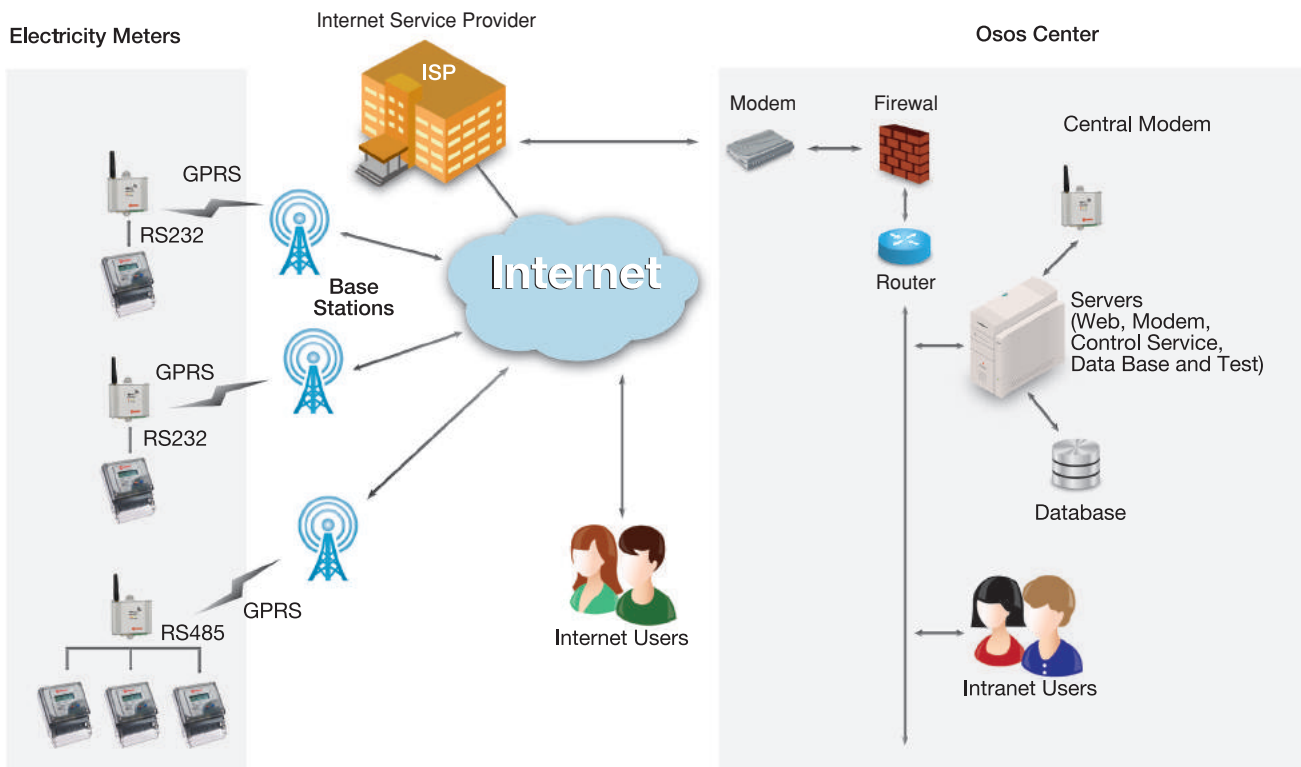 Electricity Meters
Internet Service Provider
Osos Center
ISP
Modem
Firewal
Central Modem
GPRS
RS232
Internet
Base
Stations
Router
Servers
(Web, Modem,
Control Service,
Data Base and Test)
GPRS
RS232
Database
GPRS
RS485
Internet Users
Intranet Users